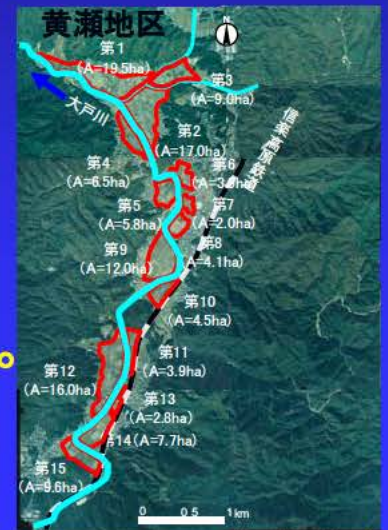 黄瀬地区
N
第1
(A=19.5ha)
第3
(A=9.0ha)
大戸川
信楽高原鉄道
第2
(A=17.0ha)
第4
(A=6.5ha)
第6
第5
(A=5.8ha)
第7
(A=2.0ha)
第8
(A=4.1ha)
第9
(A=12.0ha)
第10
(A=4.5ha)
第11
(A=3.9ha)
第12
(A=16.0ha)
第13
(A=2.8ha)
第14(A=7.7ha)
第15
(A=9.6ha)
0 0.5 1km